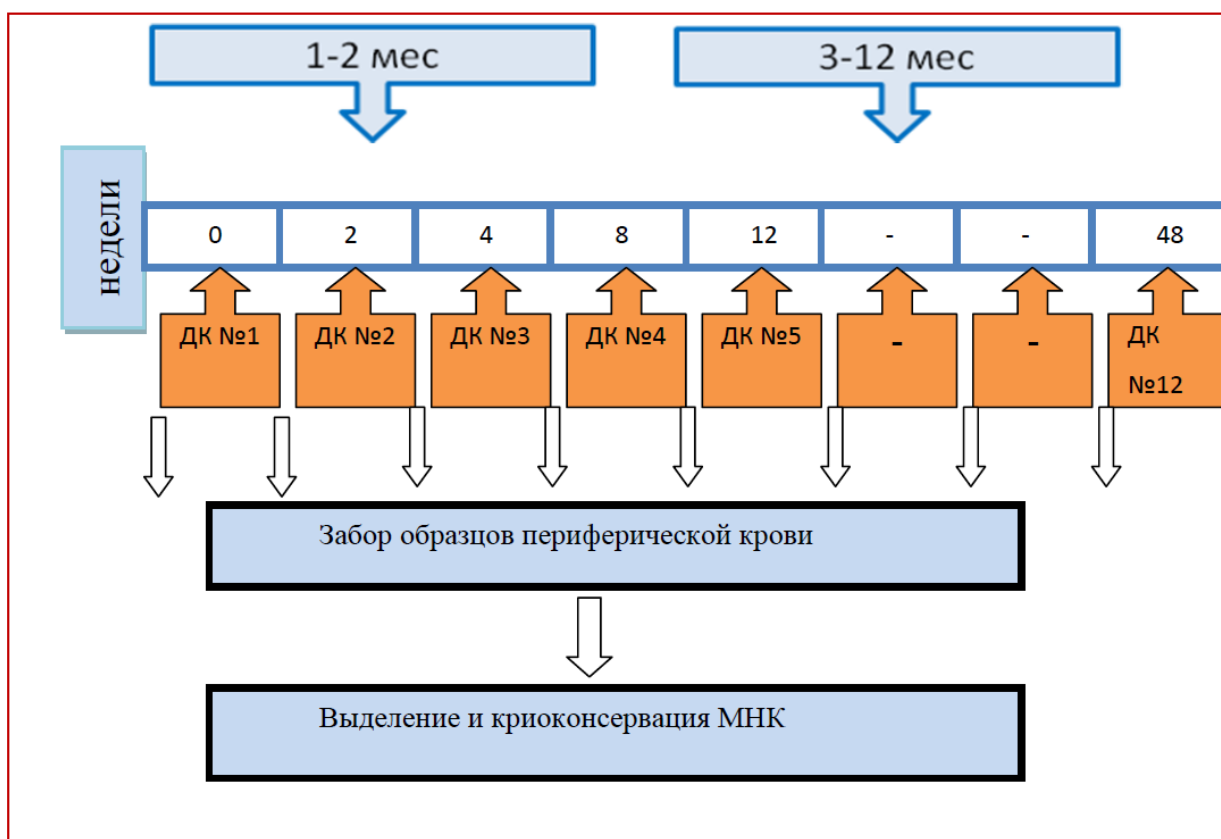 1-2 мес
3-12 мес
недели
0
2
4
8
12
-
-
48
ДК №1
ДК №2
ДК №3
ДК №4
ДК №5
-
-
ДК
№12
Забор образцов периферической крови
Выделение и криоконсервация МНК